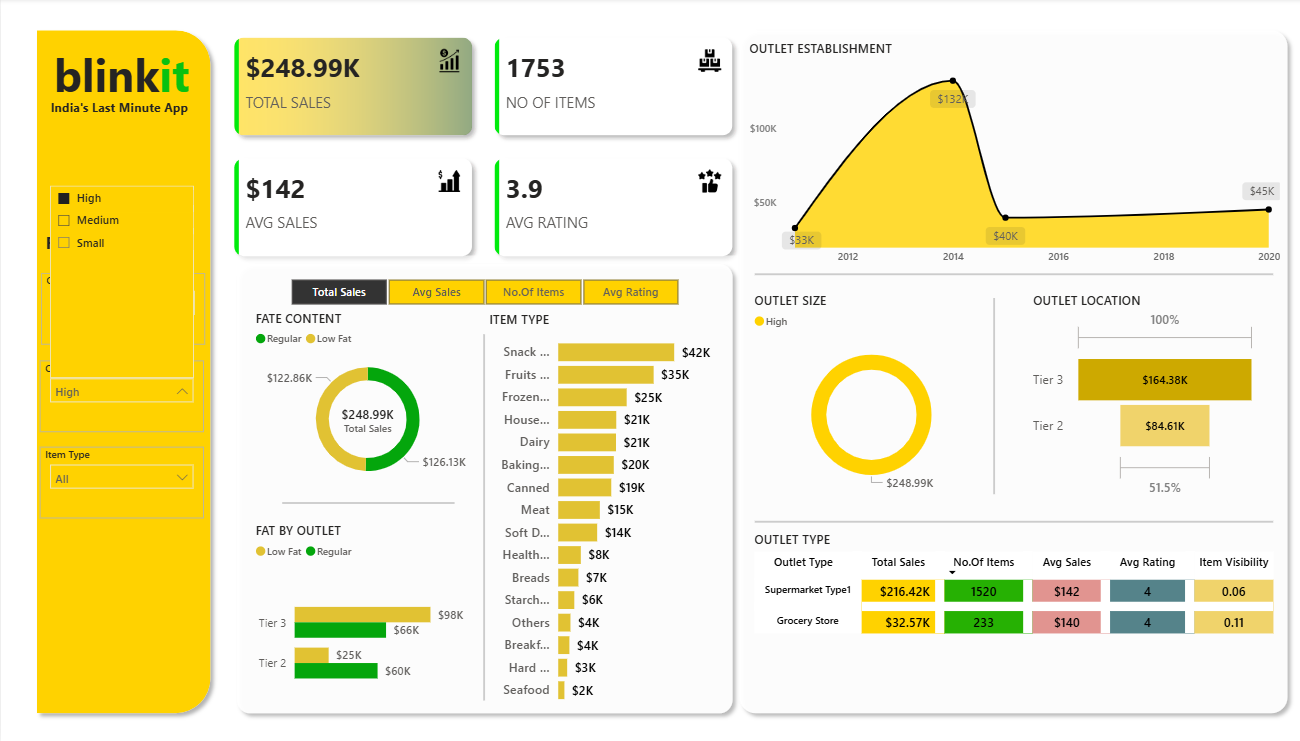 blinkit
India's Last Minute App
High
Medium
Small
High
Item Type
All
$248.99K
TOTAL SALES
1753
NO OF ITEMS
$142
AVG SALES
3.9
AVG RATING
Total Sales
Avg Sales
No.Of Items
Avg Rating
FATE CONTENT
Regular
Low Fat
$122.86K
$248.99K
Total Sales
$126.13K
FAT BY OUTLET
Low Fat
Regular
Tier 3
$98K
$66K
Tier 2
$25K
$60K
ITEM TYPE
Snack ... $42K
Fruits ... $35K
Frozen... $25K
House... $21K
Dairy $21K
Baking... $20K
Canned $19K
Meat $15K
Soft D... $14K
Health... $8K
Breads $7K
Starch... $6K
Others $4K
Breakf... $4K
Hard ... $3K
Seafood $2K
OUTLET ESTABLISHMENT
$100K
$50K
$33K
$132K
$40K
$45K
2012 2014 2016 2018 2020
OUTLET SIZE
High
$248.99K
OUTLET LOCATION
100%
Tier 3 $164.38K
Tier 2 $84.61K
51.5%
OUTLET TYPE
Outlet Type Total Sales No.Of Items Avg Sales Avg Rating Item Visibility
Supermarket Type1 $216.42K 1520 $142 4 0.06
Grocery Store $32.57K 233 $140 4 0.11